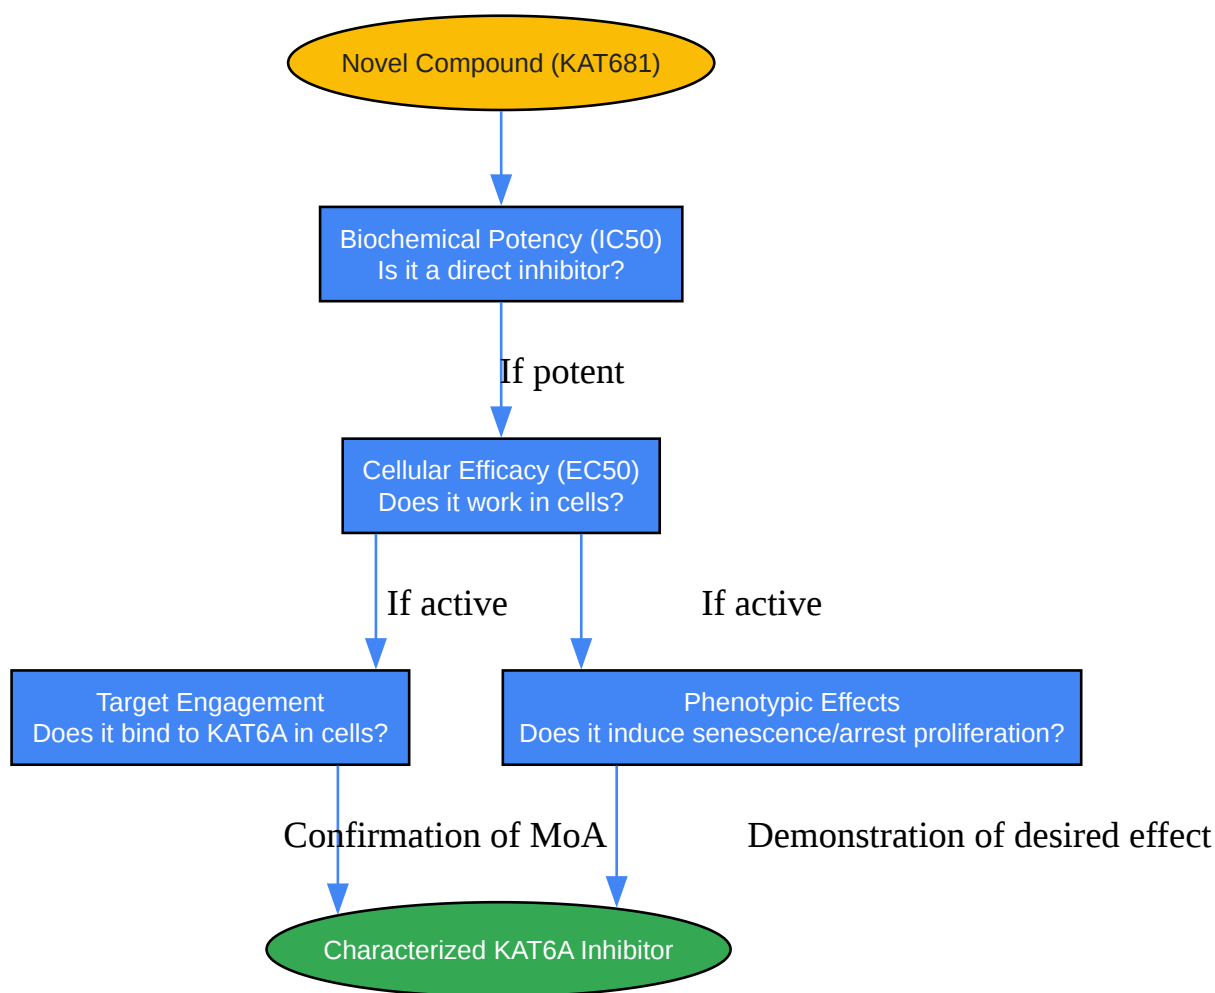 Novel Compound (KAT681)
Biochemical Potency (IC50)
Is it a direct inhibitor?
If potent
Cellular Efficacy (EC50)
Does it work in cells?
If active
If active
Target Engagement
Does it bind to KAT6A in cells?
Phenotypic Effects
Does it induce senescence/arrest proliferation?
Confirmation of MoA
Demonstration of desired effect
Characterized KAT6A Inhibitor